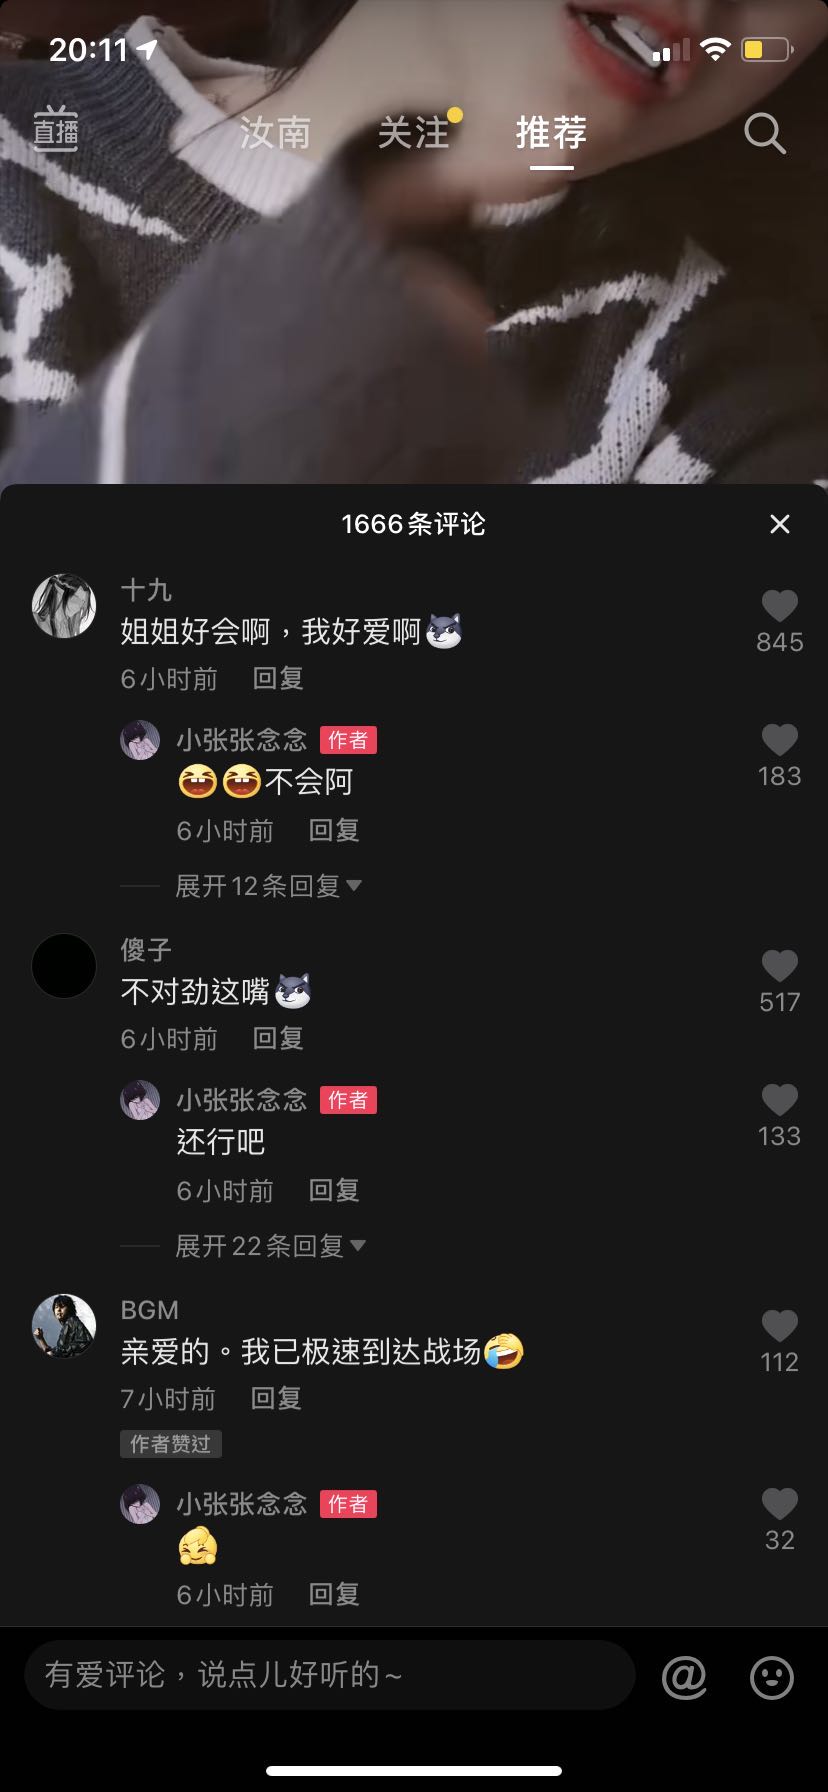 20:11
直播
汝南
关注
推荐
1666条评论
十九
姐姐好会啊，我好爱啊
845
6小时前 回复
小张张念念 作者
不会阿
183
6小时前 回复
展开12条回复
傻子
不对劲这嘴
517
6小时前 回复
小张张念念 作者
还行吧
133
6小时前 回复
展开22条回复
BGM
亲爱的。我已极速到达战场
112
7小时前 回复
作者赞过
小张张念念 作者
32
6小时前 回复
有爱评论，说点儿好听的~
@